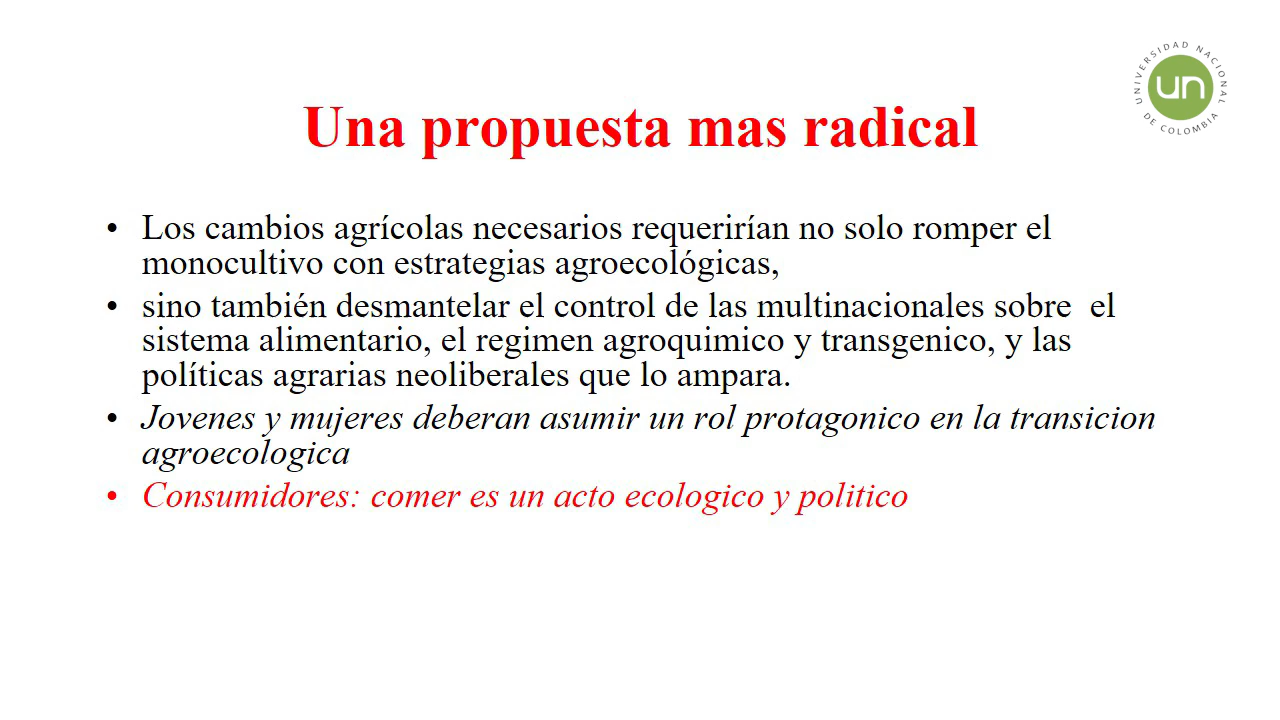 UNIVERSIDAD NACIONAL
DE COLOMBIA
un
Una propuesta mas radical
• Los cambios agrícolas necesarios requerirían no solo romper el
monocultivo con estrategias agroecológicas,
• sino también desmantelar el control de las multinacionales sobre  el
sistema alimentario, el regimen agroquimico y transgenico, y las
políticas agrarias neoliberales que lo ampara.
• Jovenes y mujeres deberan asumir un rol protagonico en la transicion
agroecologica
• Consumidores: comer es un acto ecologico y politico